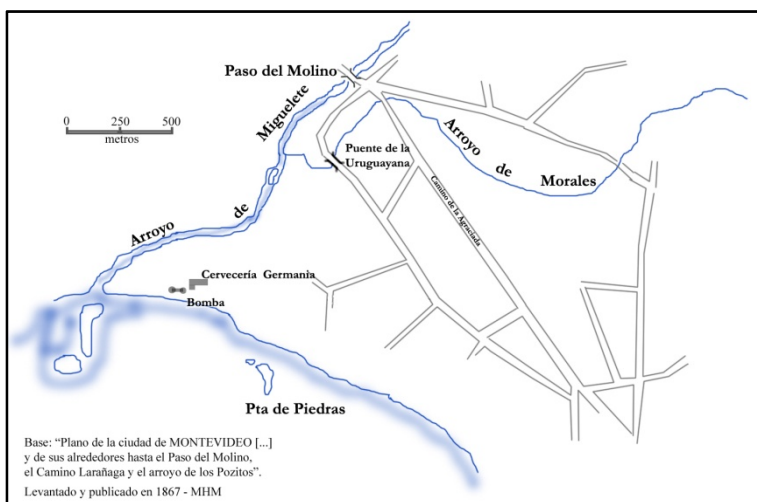 Paso del Molino
0 250 500
metros
Arroyo de Miguelete
Puente de la
Uruguayana
Arroyo de Morales
Camino de la Agraciada
Cervecería Germania
Bomba
Pta de Piedras
Base: “Plano de la ciudad de MONTEVIDEO [...]
y de sus alrededores hasta el Paso del Molino,
el Camino Larañaga y el arroyo de los Pozitos”.
Levantado y publicado en 1867 - MHM